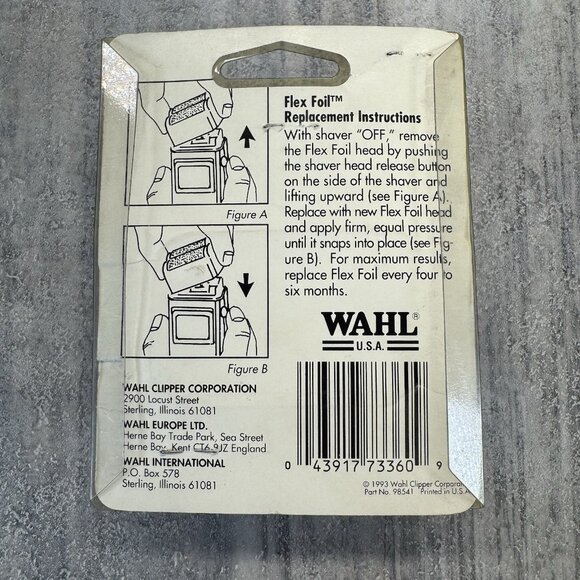 Flex Foil™
Replacement Instructions
With shaver "OFF," remove
the Flex Foil head by pushing
the shaver head release button
on the side of the shaver and
lifting upward (see Figure A).
Replace with new Flex Foil head
and apply firm, equal pressure
until it snaps into place (see Fig-
ure B). For maximum results,
replace Flex Foil every four to
six months.
Figure A
Figure B
WAHL®
U.S.A.
WAHL CLIPPER CORPORATION
2900 Locust Street
Sterling, Illinois 61081
WAHL EUROPE LTD.
Herne Bay Trade Park, Sea Street
Herne Bay, Kent CT6 9JZ England
WAHL INTERNATIONAL
P.O. Box 578
Sterling, Illinois 61081
0 43917 73360 9
© 1993 Wahl Clipper Corporation
Part No. 98541 Printed in U.S.A.